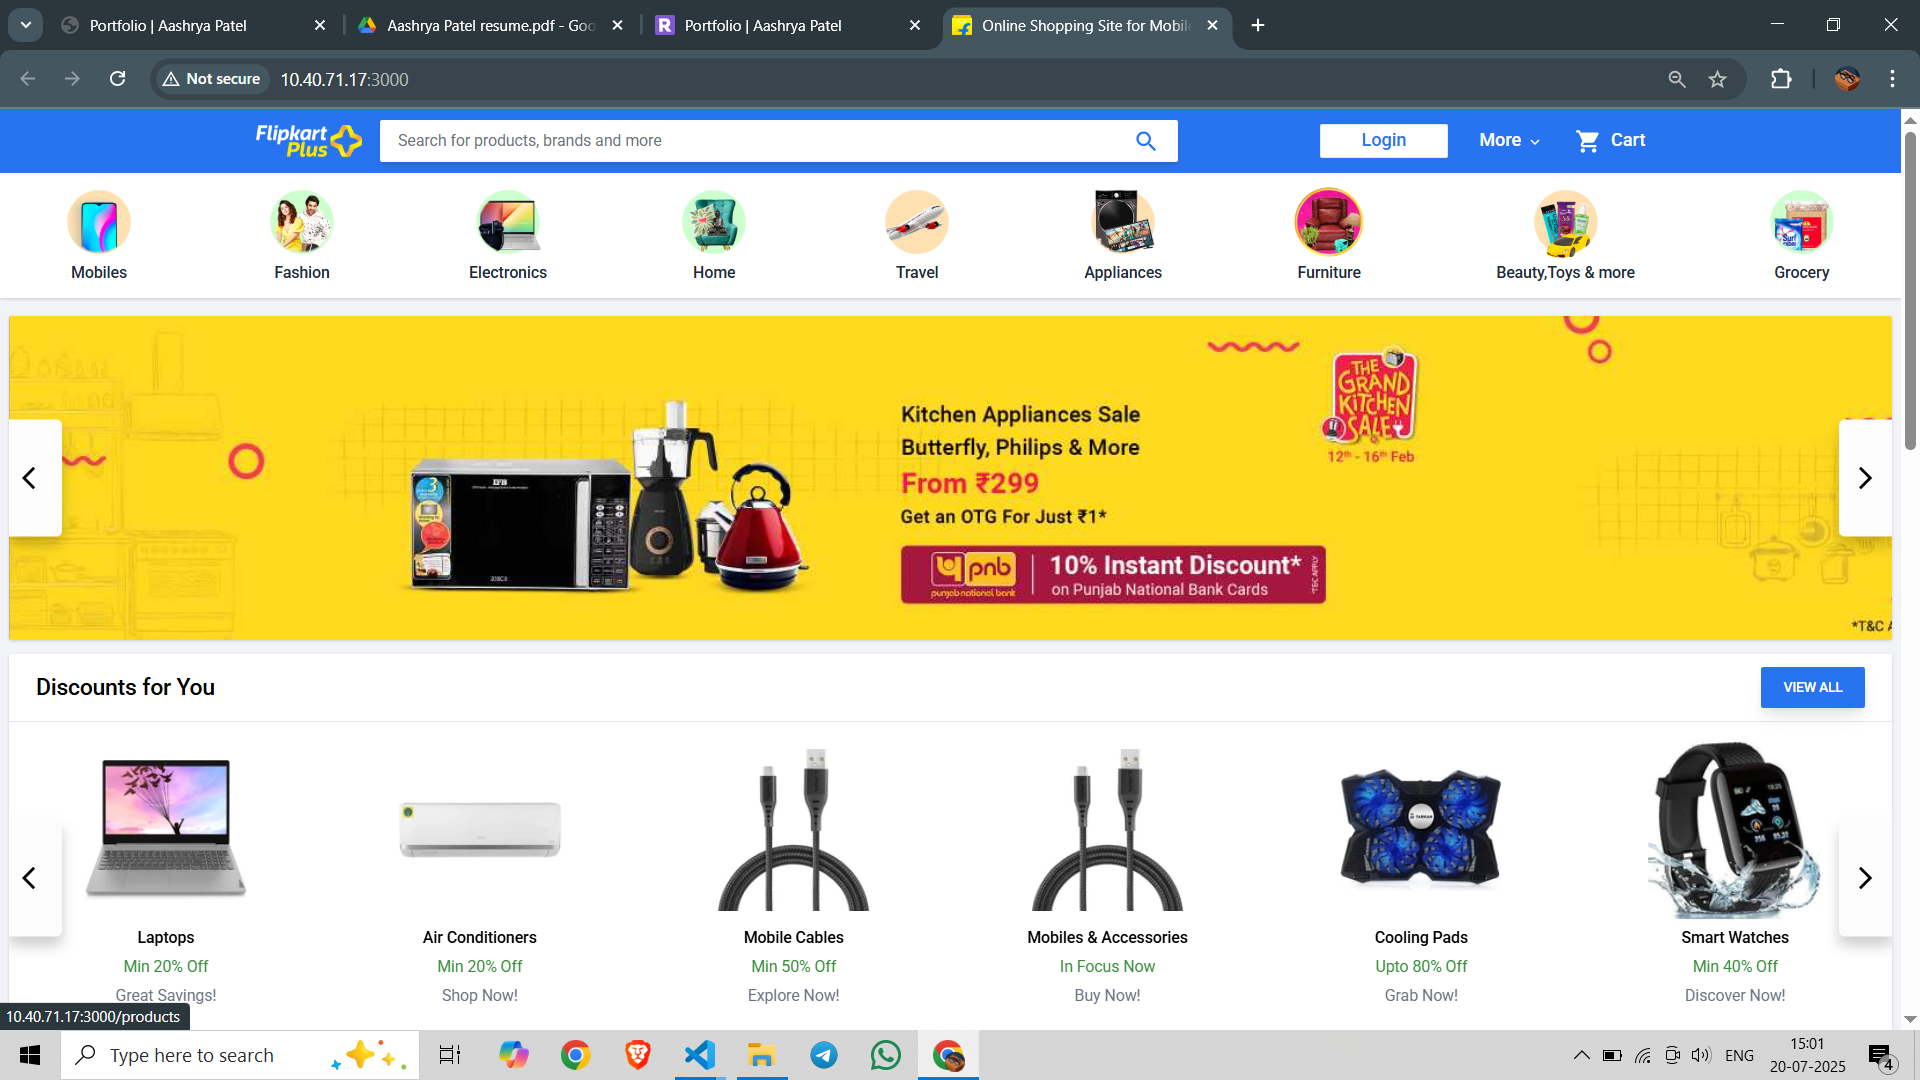 Portfolio | Aashrya Patel
Aashrya Patel resume.pdf - Goo
Portfolio | Aashrya Patel
Online Shopping Site for Mobile
Not secure
10.40.71.17:3000
Flipkart
Plus
Search for products, brands and more
Login
More
Cart
Mobiles
Fashion
Electronics
Home
Travel
Appliances
Furniture
Beauty,Toys & more
Grocery
THE
GRAND
KITCHEN
SALE
12th - 16th Feb
Kitchen Appliances Sale
Butterfly, Philips & More
From ₹299
Get an OTG For Just ₹1*
pnb
punjab national bank
10% Instant Discount*
on Punjab National Bank Cards
*T&C APPLY
*T&C A
Discounts for You
VIEW ALL
Laptops
Min 20% Off
Great Savings!
Air Conditioners
Min 20% Off
Shop Now!
Mobile Cables
Min 50% Off
Explore Now!
Mobiles & Accessories
In Focus Now
Buy Now!
Cooling Pads
Upto 80% Off
Grab Now!
Smart Watches
Min 40% Off
Discover Now!
10.40.71.17:3000/products
Type here to search
ENG
15:01
20-07-2025
4